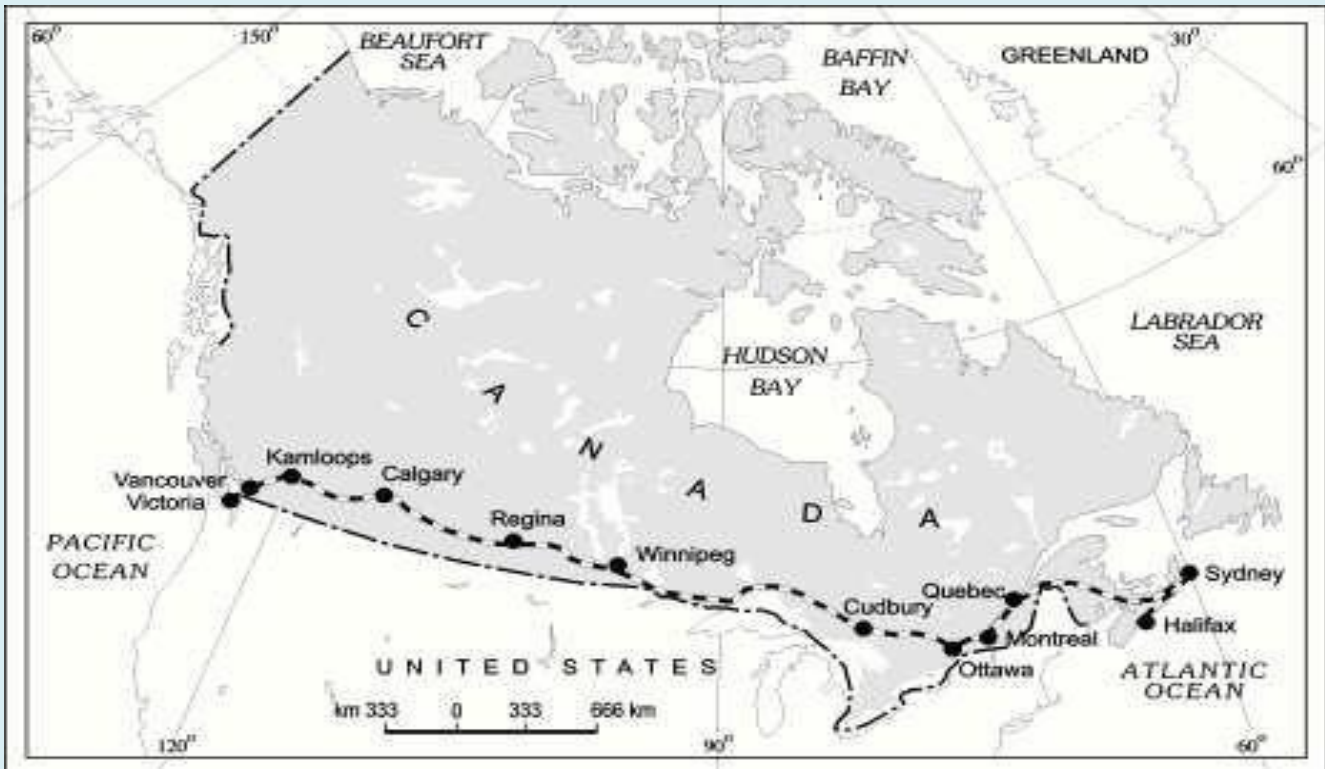 60°
150°
BEAUFORT
SEA
BAFFIN
BAY
GREENLAND
30°
60°
LABRADOR
SEA
HUDSON
BAY
C A N A D A
Kamloops
Vancouver
Victoria
Calgary
Regina
Winnipeg
PACIFIC
OCEAN
Quebec
Cudbury
Sydney
Halifax
Montreal
Ottawa
UNITED STATES
ATLANTIC
OCEAN
km 333 0 333 666 km
120°
90°
60°